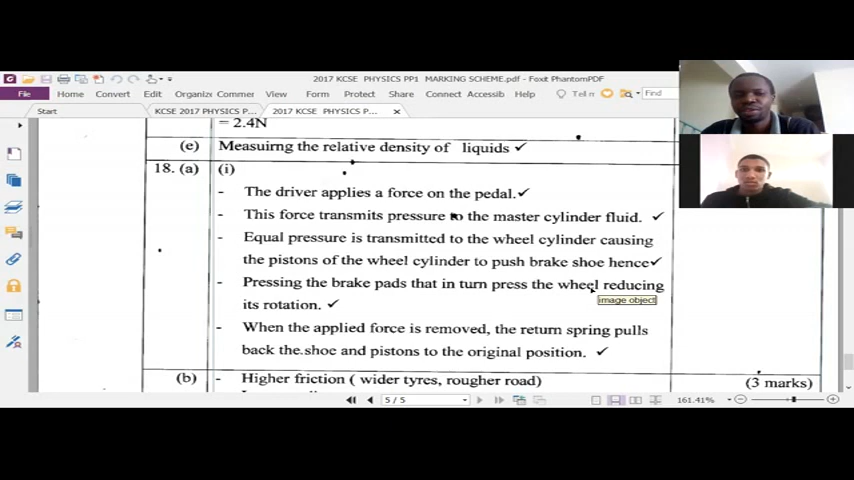 2017 KCSE PHYSICS PP1 MARKING SCHEME.pdf - Foxit PhantomPDF
File Home Convert Edit Organiz Commer View Form Protect Share Connect Accessib Help Tell m Find
Start KCSE 2017 PHYSICS P... 2017 KCSE PHYSICS P...
= 2.4N
(e) Measuirng the relative density of liquids ✓
18. (a) (i)
- The driver applies a force on the pedal. ✓
- This force transmits pressure to the master cylinder fluid. ✓
- Equal pressure is transmitted to the wheel cylinder causing
the pistons of the wheel cylinder to push brake shoe hence ✓
- Pressing the brake pads that in turn press the wheel reducing
image object
its rotation. ✓
- When the applied force is removed, the return spring pulls
back the shoe and pistons to the original position. ✓
(b) - Higher friction ( wider tyres, rougher road) (3 marks)
5 / 5 161.41%